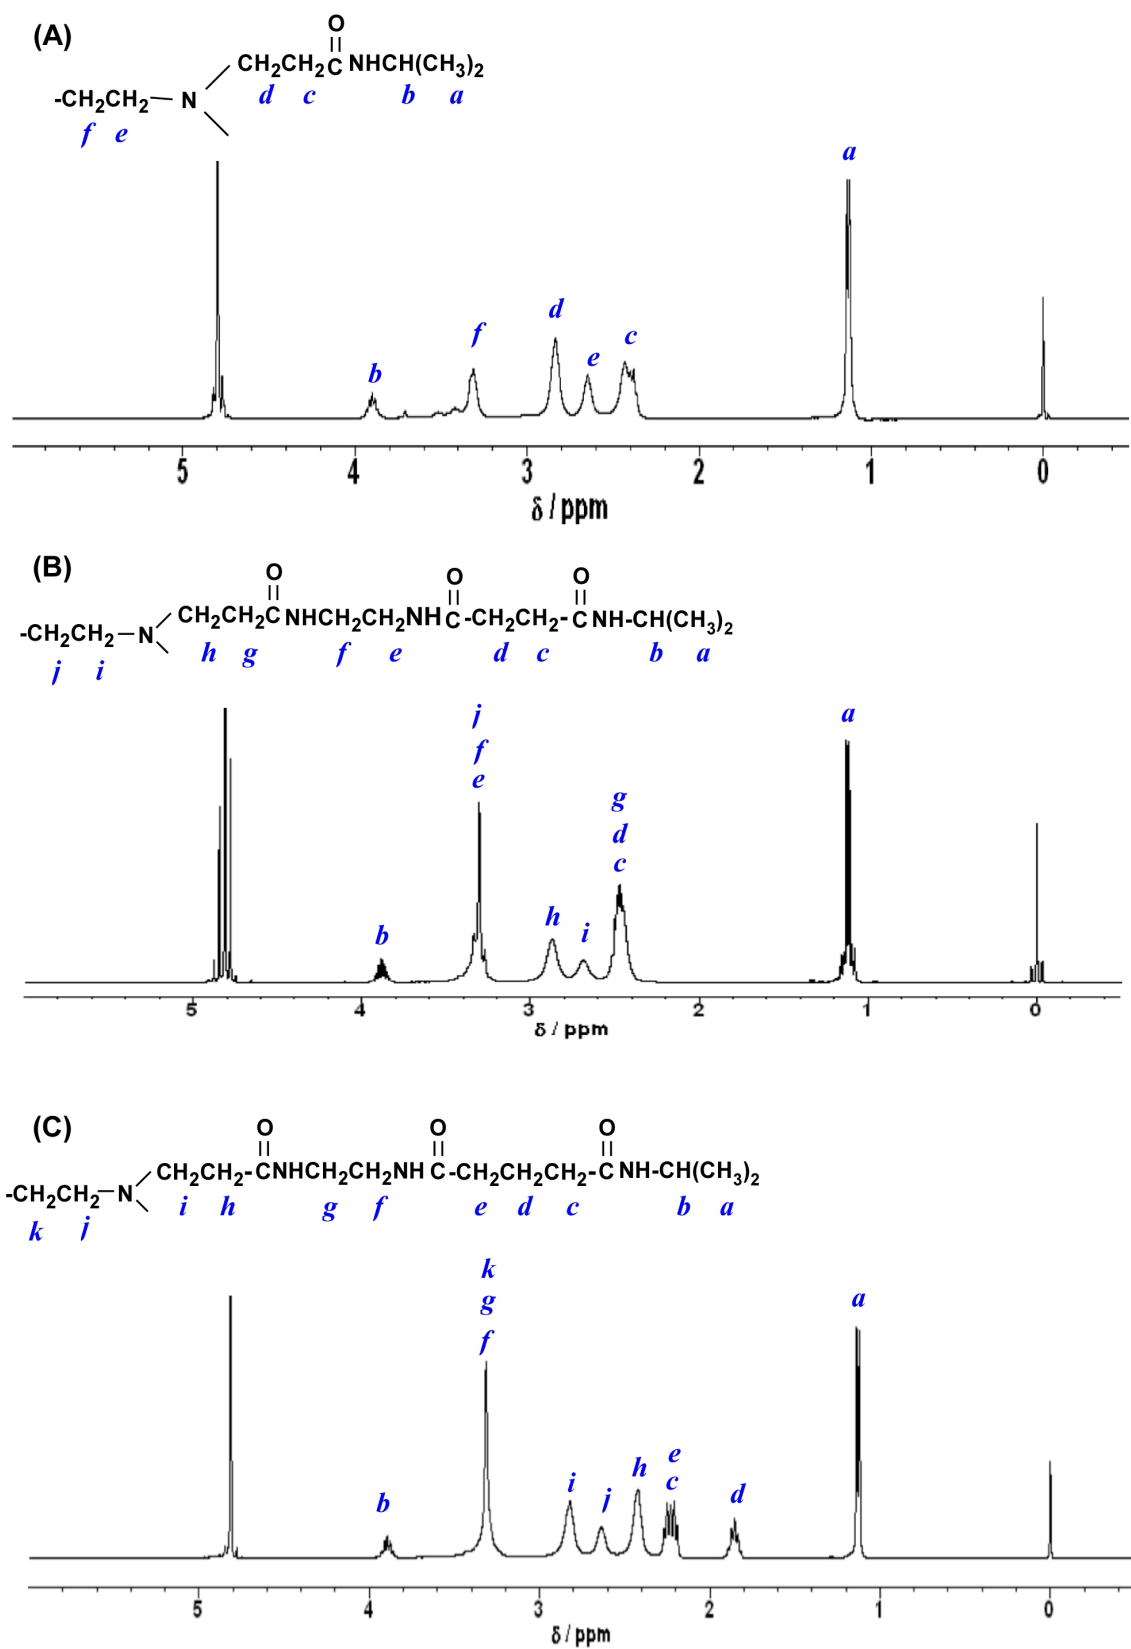 (A)
O
CH₂CH₂C NHCH(CH₃)₂
d c b a
-CH₂CH₂ N
f e
a
d
f
c
e
b
5 4 3 2 1 0
δ / ppm
(B)
O O O
CH₂CH₂C NHCH₂CH₂NH C-CH₂CH₂-C NH-CH(CH₃)₂
-CH₂CH₂-N
h g f e d c b a
j i
j
a
f
e
g
d
c
h
b
i
5 4 3 2 1 0
δ / ppm
(C)
O O O
CH₂CH₂-C NHCH₂CH₂NH C-CH₂CH₂CH₂-C NH-CH(CH₃)₂
-CH₂CH₂-N
i h g f e d c b a
k j
k
a
g
f
e
h
c
i
j
d
b
5 4 3 2 1 0
δ / ppm